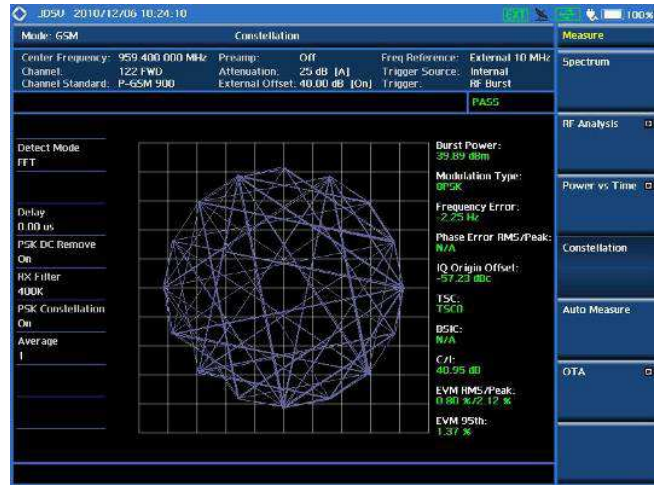 JDSU 2010/12/06 10:24:10 EXT 100%
Mode: GSM Constellation Measure
Center Frequency: 959.400 000 MHz Preamp: Off Freq Reference: External 10 MHz
Channel: 122 FWD Attenuation: 25 dB [A] Trigger Source: Internal
Channel Standard: P-GSM 900 External Offset: 40.00 dB [On] Trigger: RF Burst
PASS
Detect Mode
FFT
Delay
0.00 us
PSK DC Remove
On
RX Filter
400K
PSK Constellation
On
Average
1
Burst Power:
39.89 dBm
Modulation Type:
QPSK
Frequency Error:
-2.25 Hz
Phase Error RMS/Peak:
N/A
IQ Origin Offset:
-57.23 dBc
TSC:
TSC0
BSIC:
N/A
C/I:
40.95 dB
EVM RMS/Peak:
0.80 %/2.12 %
EVM 95th:
1.37 %
Spectrum
RF Analysis
Power vs Time
Constellation
Auto Measure
OTA